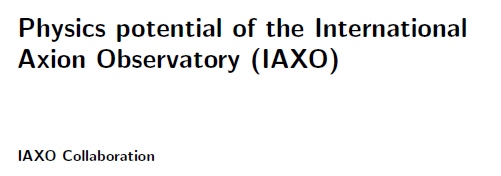 Physics potential of the International
Axion Observatory (IAXO)
IAXO Collaboration